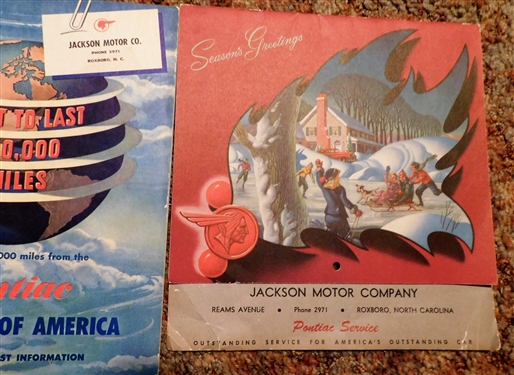 JACKSON MOTOR CO.
PHONE 2971
ROXBORO, N. C.
T TO LAST
0,000
MILES
000 miles from the
ntiac
OF AMERICA
ST INFORMATION
Season's Greetings
JACKSON MOTOR COMPANY
REAMS AVENUE • Phone 2971 • ROXBORO, NORTH CAROLINA
Pontiac Service
OUTSTANDING SERVICE FOR AMERICA'S OUTSTANDING CAR